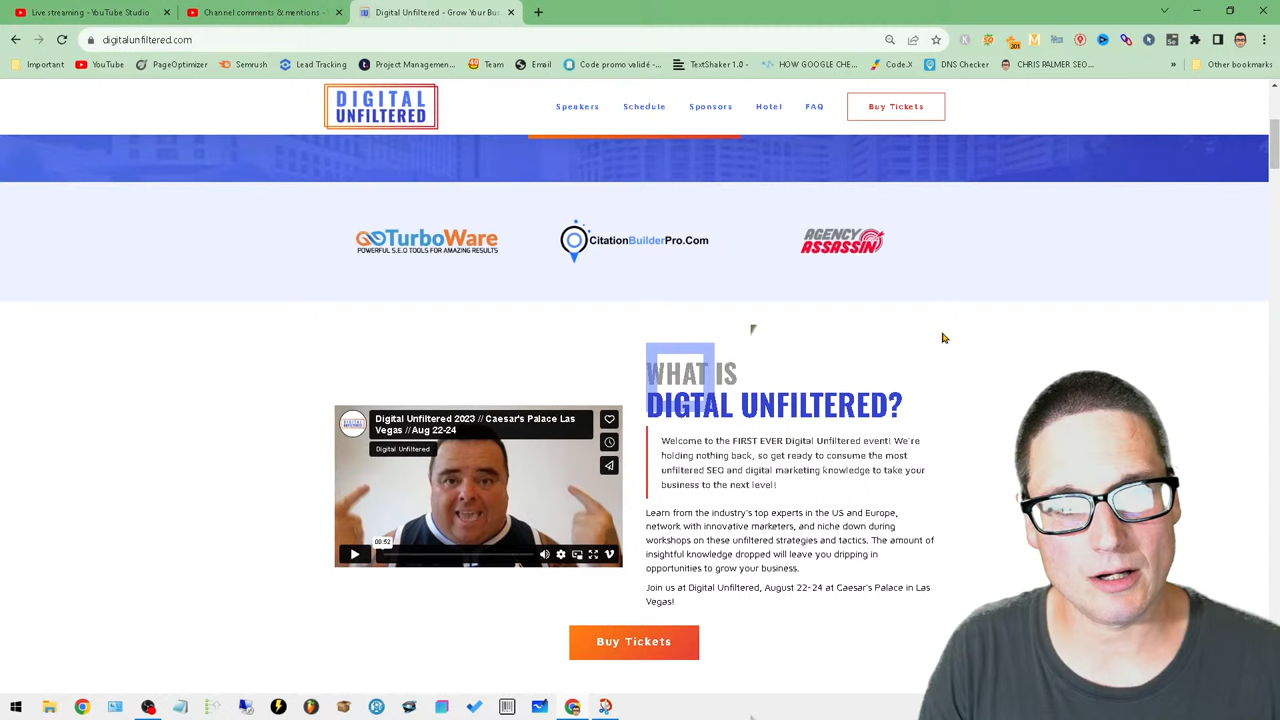 Live streaming - YouTube Studio
Channel comments & mentions -
Digital Unfiltered - Grow Your Bus
digitalunfiltered.com
Important
YouTube
PageOptimizer
Semrush
Lead Tracking
Project Managemen...
Team
Email
Code promo validé -...
TextShaker 1.0 -
HOW GOOGLE CHE...
Code.X
DNS Checker
CHRIS PALMER SEO...
»
Other bookmarks
DIGITAL
UNFILTERED
Speakers
Schedule
Sponsors
Hotel
FAQ
Buy Tickets
TurboWare
POWERFUL S.E.O TOOLS FOR AMAZING RESULTS
CitationBuilderPro.Com
AGENCY
ASSASSIN
WHAT IS
DIGTAL UNFILTERED?
Digital Unfiltered 2023 // Caesar's Palace Las
Vegas // Aug 22-24
Digital Unfiltered
00:52
Welcome to the FIRST EVER Digital Unfiltered event! We're
holding nothing back, so get ready to consume the most
unfiltered SEO and digital marketing knowledge to take your
business to the next level!
Learn from the industry's top experts in the US and Europe,
network with innovative marketers, and niche down during
workshops on these unfiltered strategies and tactics. The amount of
insightful knowledge dropped will leave you dripping in
opportunities to grow your business.
Join us at Digital Unfiltered, August 22-24 at Caesar's Palace in Las
Vegas!
Buy Tickets